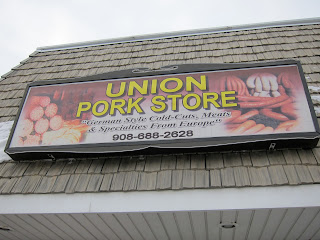 UNION
PORK STORE
"German Style Cold-Cuts, Meats
& Specialties From Europe"
908-688-2628